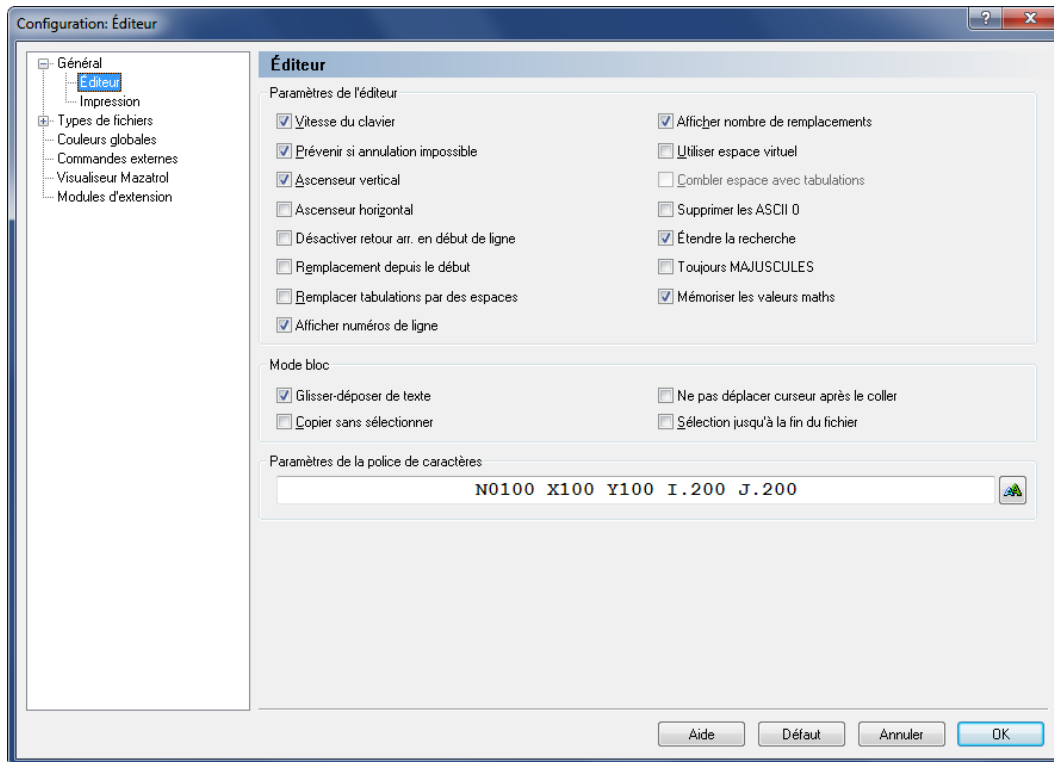 Configuration: Éditeur
?
X
Général
Éditeur
Impression
Types de fichiers
Couleurs globales
Commandes externes
Visualiseur Mazatrol
Modules d'extension
Éditeur
Paramètres de l'éditeur
Vitesse du clavier
Prévenir si annulation impossible
Ascenseur vertical
Ascenseur horizontal
Désactiver retour arr. en début de ligne
Remplacement depuis le début
Remplacer tabulations par des espaces
Afficher numéros de ligne
Afficher nombre de remplacements
Utiliser espace virtuel
Combler espace avec tabulations
Supprimer les ASCII 0
Étendre la recherche
Toujours MAJUSCULES
Mémoriser les valeurs maths
Mode bloc
Glisser-déposer de texte
Copier sans sélectionner
Ne pas déplacer curseur après le coller
Sélection jusqu'à la fin du fichier
Paramètres de la police de caractères
N0100 X100 Y100 I.200 J.200
Aide
Défaut
Annuler
OK